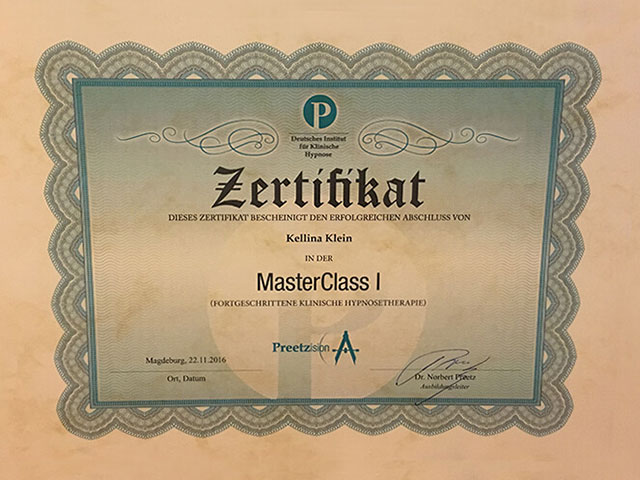 P
Deutsches Institut
für Klinische
Hypnose
Zertifikat
DIESES ZERTIFIKAT BESCHEINIGT DEN ERFOLGREICHEN ABSCHLUSS VON
Kellina Klein
IN DER
MasterClass I
(FORTGESCHRITTENE KLINISCHE HYPNOSETHERAPIE)
Preetzision
Magdeburg, 22.11.2016
Ort, Datum
Dr. Norbert Preetz
Ausbildungsleiter